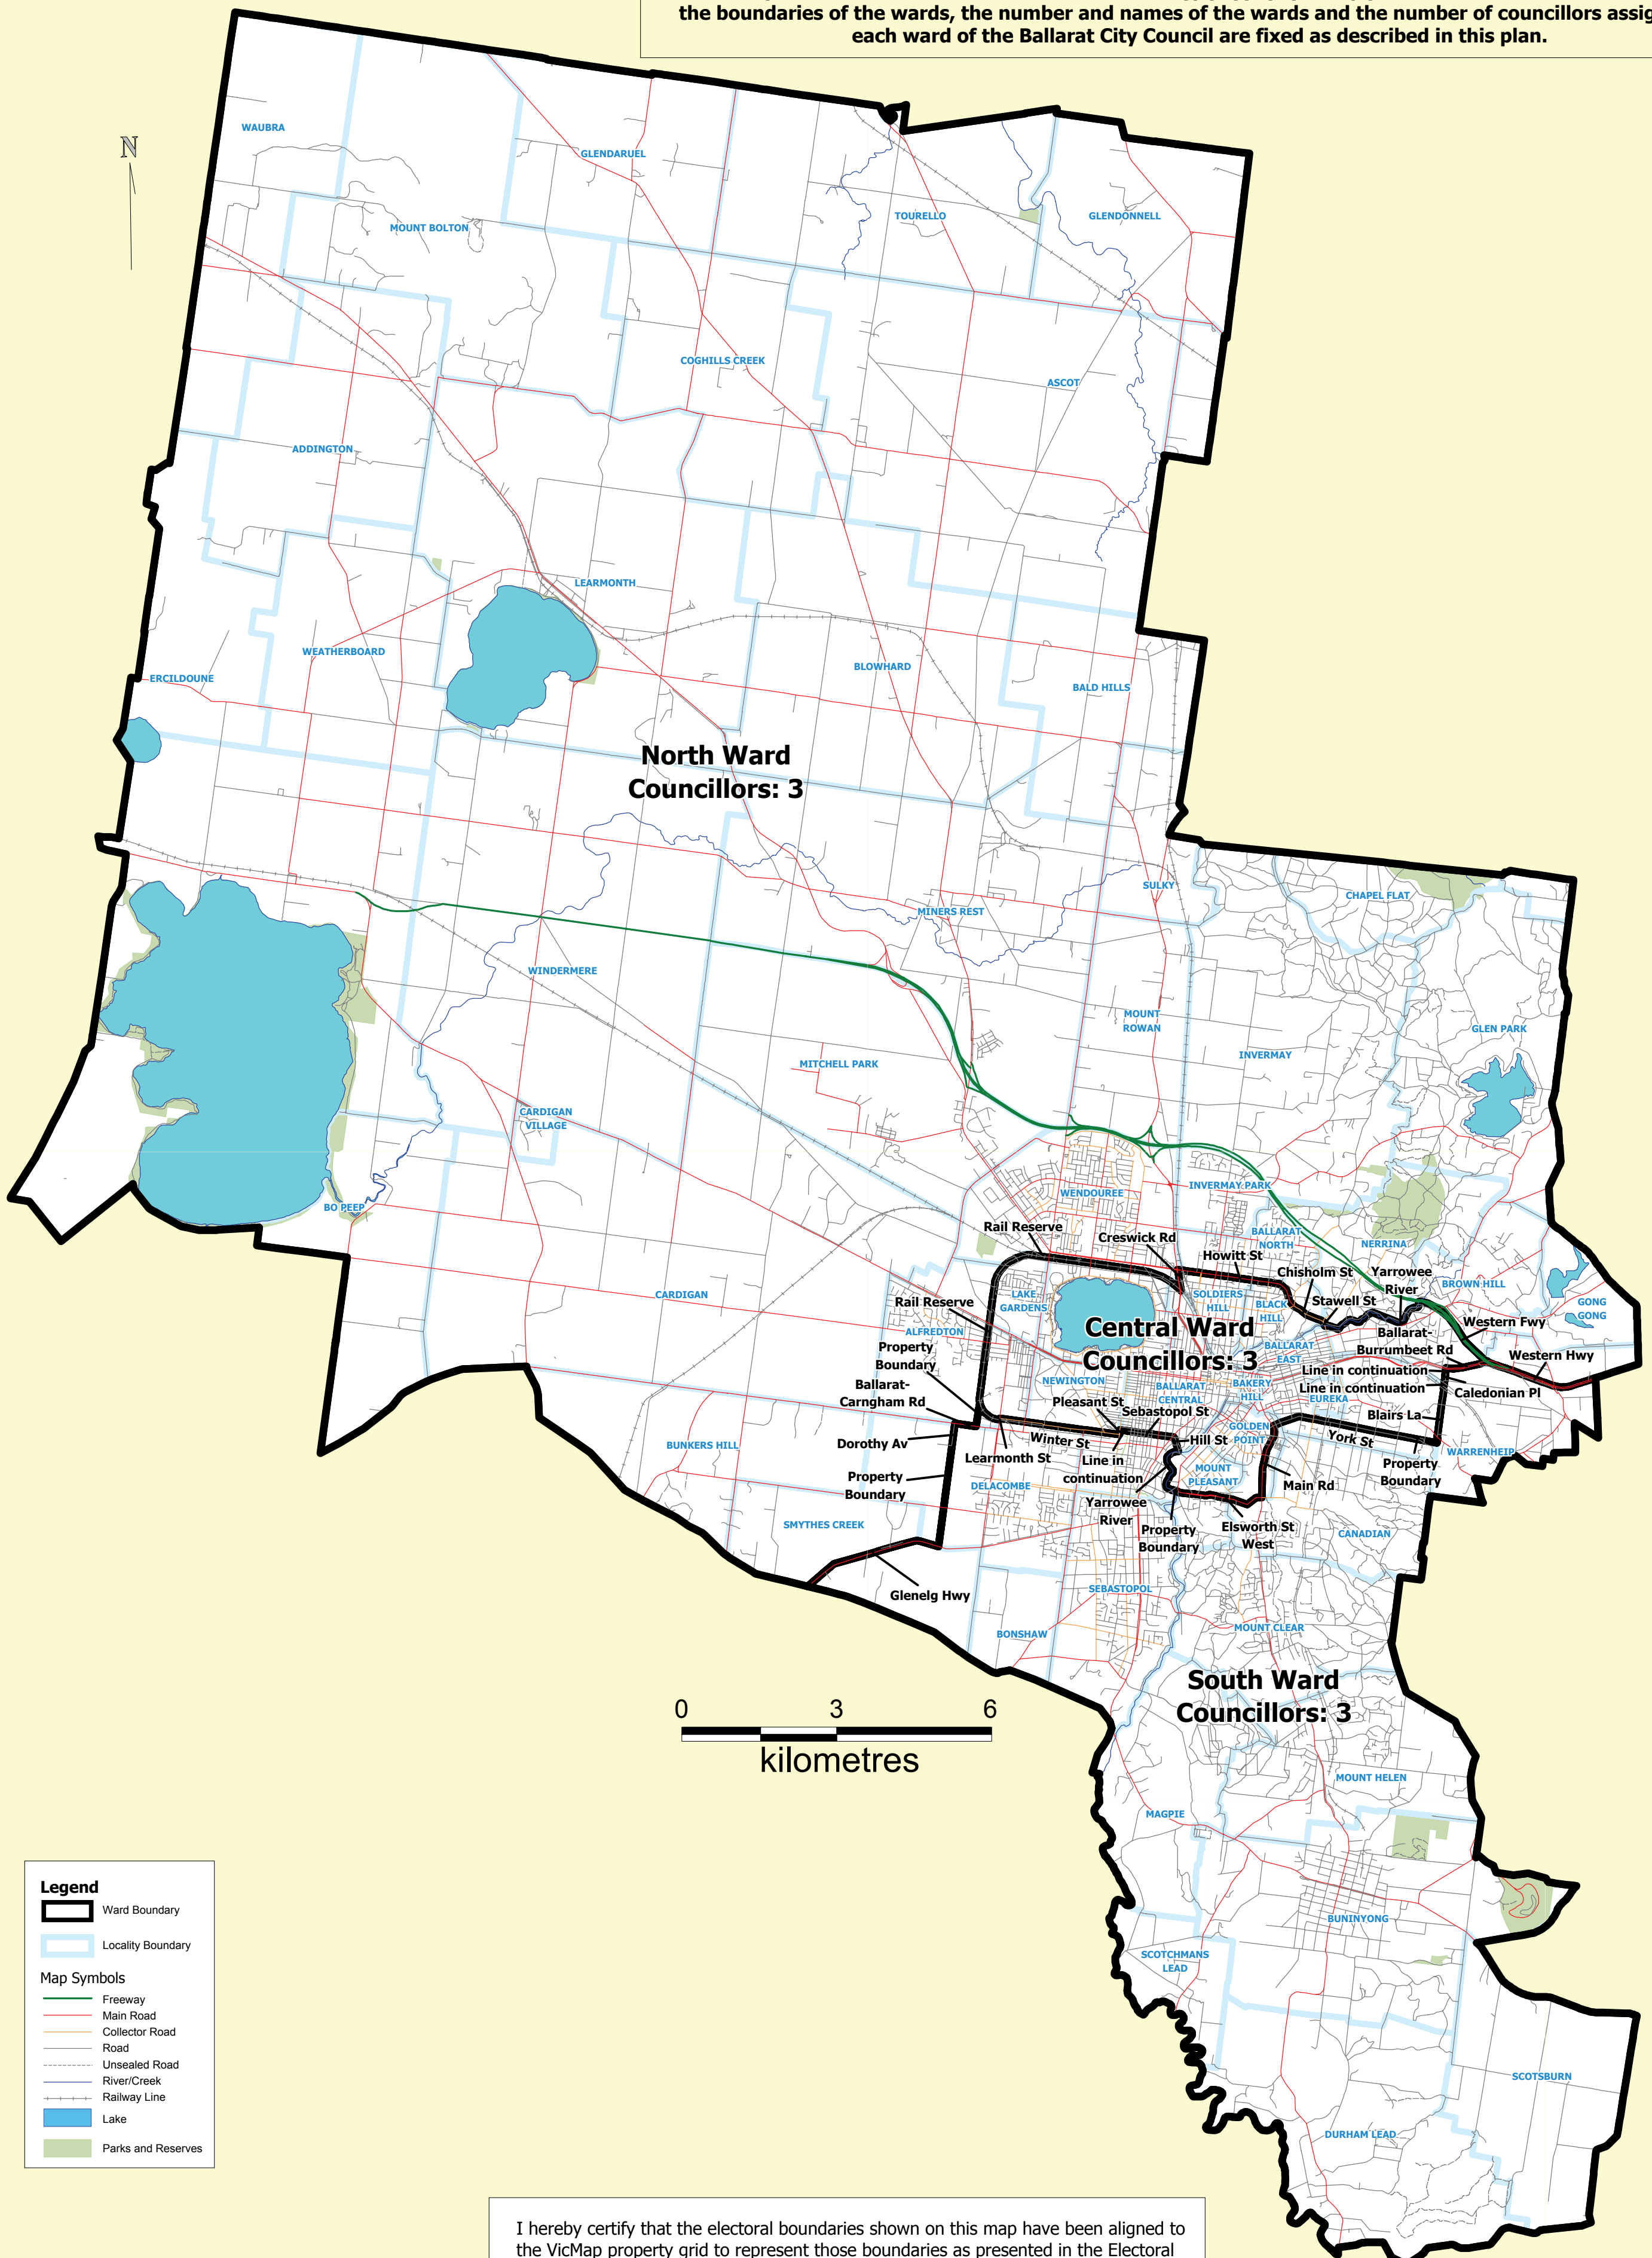 the boundaries of the wards, the number and names of the wards and the number of councillors assig
each ward of the Ballarat City Council are fixed as described in this plan.
N
WAUBRA
GLENDARUEL
MOUNT BOLTON
TOURELLO
GLENDONNELL
COGHILLS CREEK
ASCOT
ADDINGTON
LEARMONTH
WEATHERBOARD
ERCILDOUNE
BLOWHARD
BALD HILLS
North Ward
Councillors: 3
SULKY
CHAPEL FLAT
MINERS REST
WINDERMERE
MOUNT
ROWAN
GLEN PARK
INVERMAY
MITCHELL PARK
CARDIGAN
VILLAGE
WENDOUREE
INVERMAY PARK
BO PEEP
Rail Reserve
Creswick Rd
BALLARAT
NORTH
NERRINA
Howitt St
Chisholm St
Yarrowee
River
BROWN HILL
CARDIGAN
LAKE
GARDENS
SOLDIERS
HILL
BLACK
HILL
Stawell St
GONG
GONG
Rail Reserve
Western Fwy
ALFREDTON
Central Ward
Councillors: 3
Ballarat-
Burrumbeet Rd
Western Hwy
Property
Boundary
BALLARAT
EAST
Line in continuation
Line in continuation
Caledonian Pl
NEWINGTON
BALLARAT
CENTRAL
BAKERY
HILL
EUREKA
Ballarat-
Carngham Rd
Pleasant St
Sebastopol St
Blairs La
GOLDEN
POINT
Dorothy Av
Winter St
Hill St
York St
BUNKERS HILL
WARRENHEIP
Learmonth St
Line in
continuation
MOUNT
PLEASANT
Main Rd
Property
Boundary
Property
Boundary
DELACOMBE
Yarrowee
River
Property
Boundary
Elsworth St
West
SMYTHES CREEK
CANADIAN
Glenelg Hwy
SEBASTOPOL
BONSHAW
MOUNT CLEAR
South Ward
Councillors: 3
0 3 6
kilometres
MOUNT HELEN
MAGPIE
BUNINYONG
SCOTCHMANS
LEAD
SCOTSBURN
DURHAM LEAD
Legend
Ward Boundary
Locality Boundary
Map Symbols
Freeway
Main Road
Collector Road
Road
Unsealed Road
River/Creek
Railway Line
Lake
Parks and Reserves
I hereby certify that the electoral boundaries shown on this map have been aligned to
the VicMap property grid to represent those boundaries as presented in the Electoral